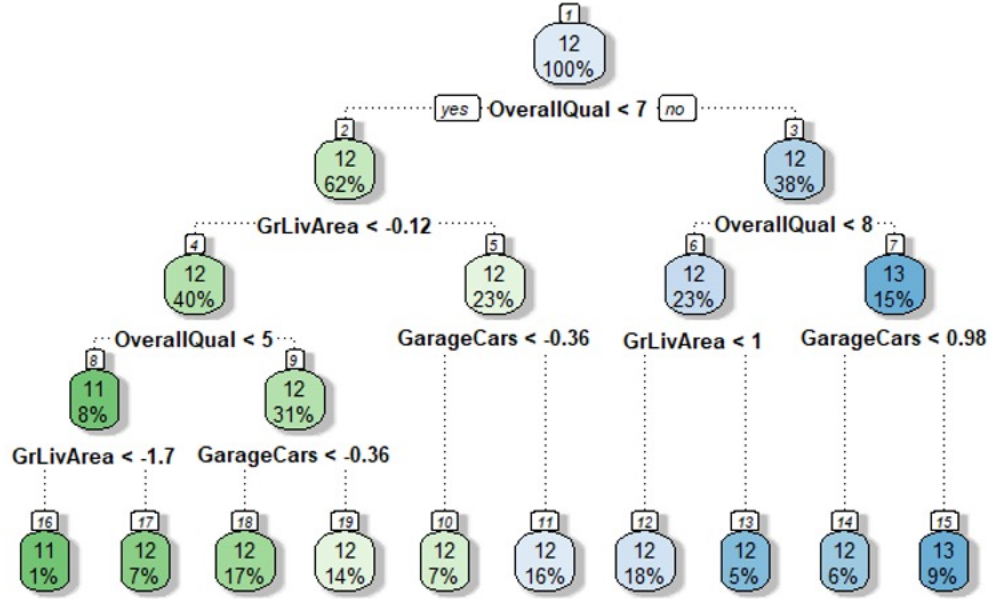 1
12
100%
yes OverallQual < 7 no
2 3
12 12
62% 38%
GrLivArea < -0.12 OverallQual < 8
4 5 6 7
12 12 12 13
40% 23% 23% 15%
OverallQual < 5 GarageCars < -0.36 GrLivArea < 1 GarageCars < 0.98
8 9
11 12
8% 31%
GrLivArea < -1.7 GarageCars < -0.36
16 17 18 19 10 11 12 13 14 15
11 12 12 12 12 12 12 12 12 13
1% 7% 17% 14% 7% 16% 18% 5% 6% 9%